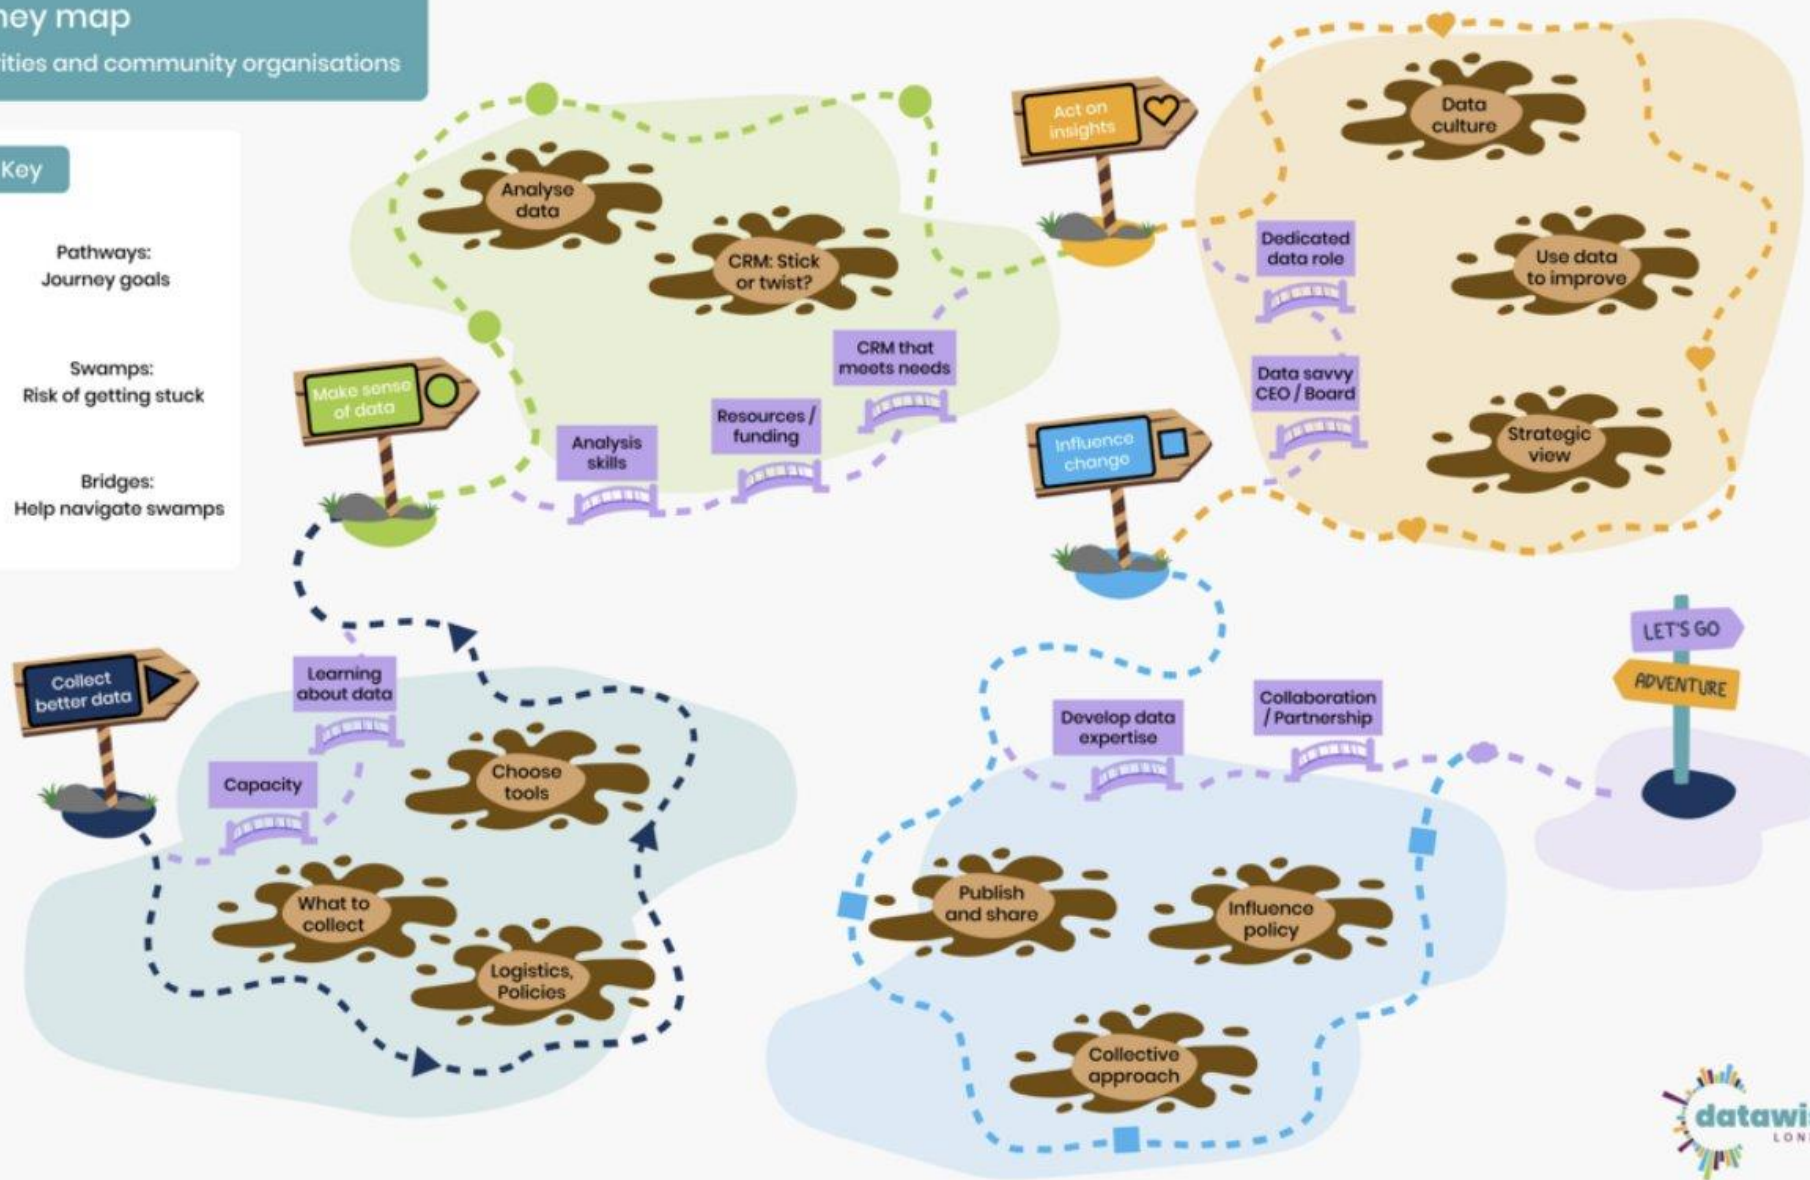 ney map
ities and community organisations
Key
Pathways:
Journey goals
Swamps:
Risk of getting stuck
Bridges:
Help navigate swamps
Analyse
data
CRM: Stick
or twist?
Make sense
of data
Analysis
skills
Resources /
funding
CRM that
meets needs
Act on
insights
Data
culture
Dedicated
data role
Use data
to improve
Data savvy
CEO / Board
Strategic
view
Influence
change
Collect
better data
Learning
about data
Capacity
Choose
tools
What to
collect
Logistics,
Policies
Develop data
expertise
Collaboration
/ Partnership
Publish
and share
Influence
policy
Collective
approach
LET'S GO
ADVENTURE
datawi
LON